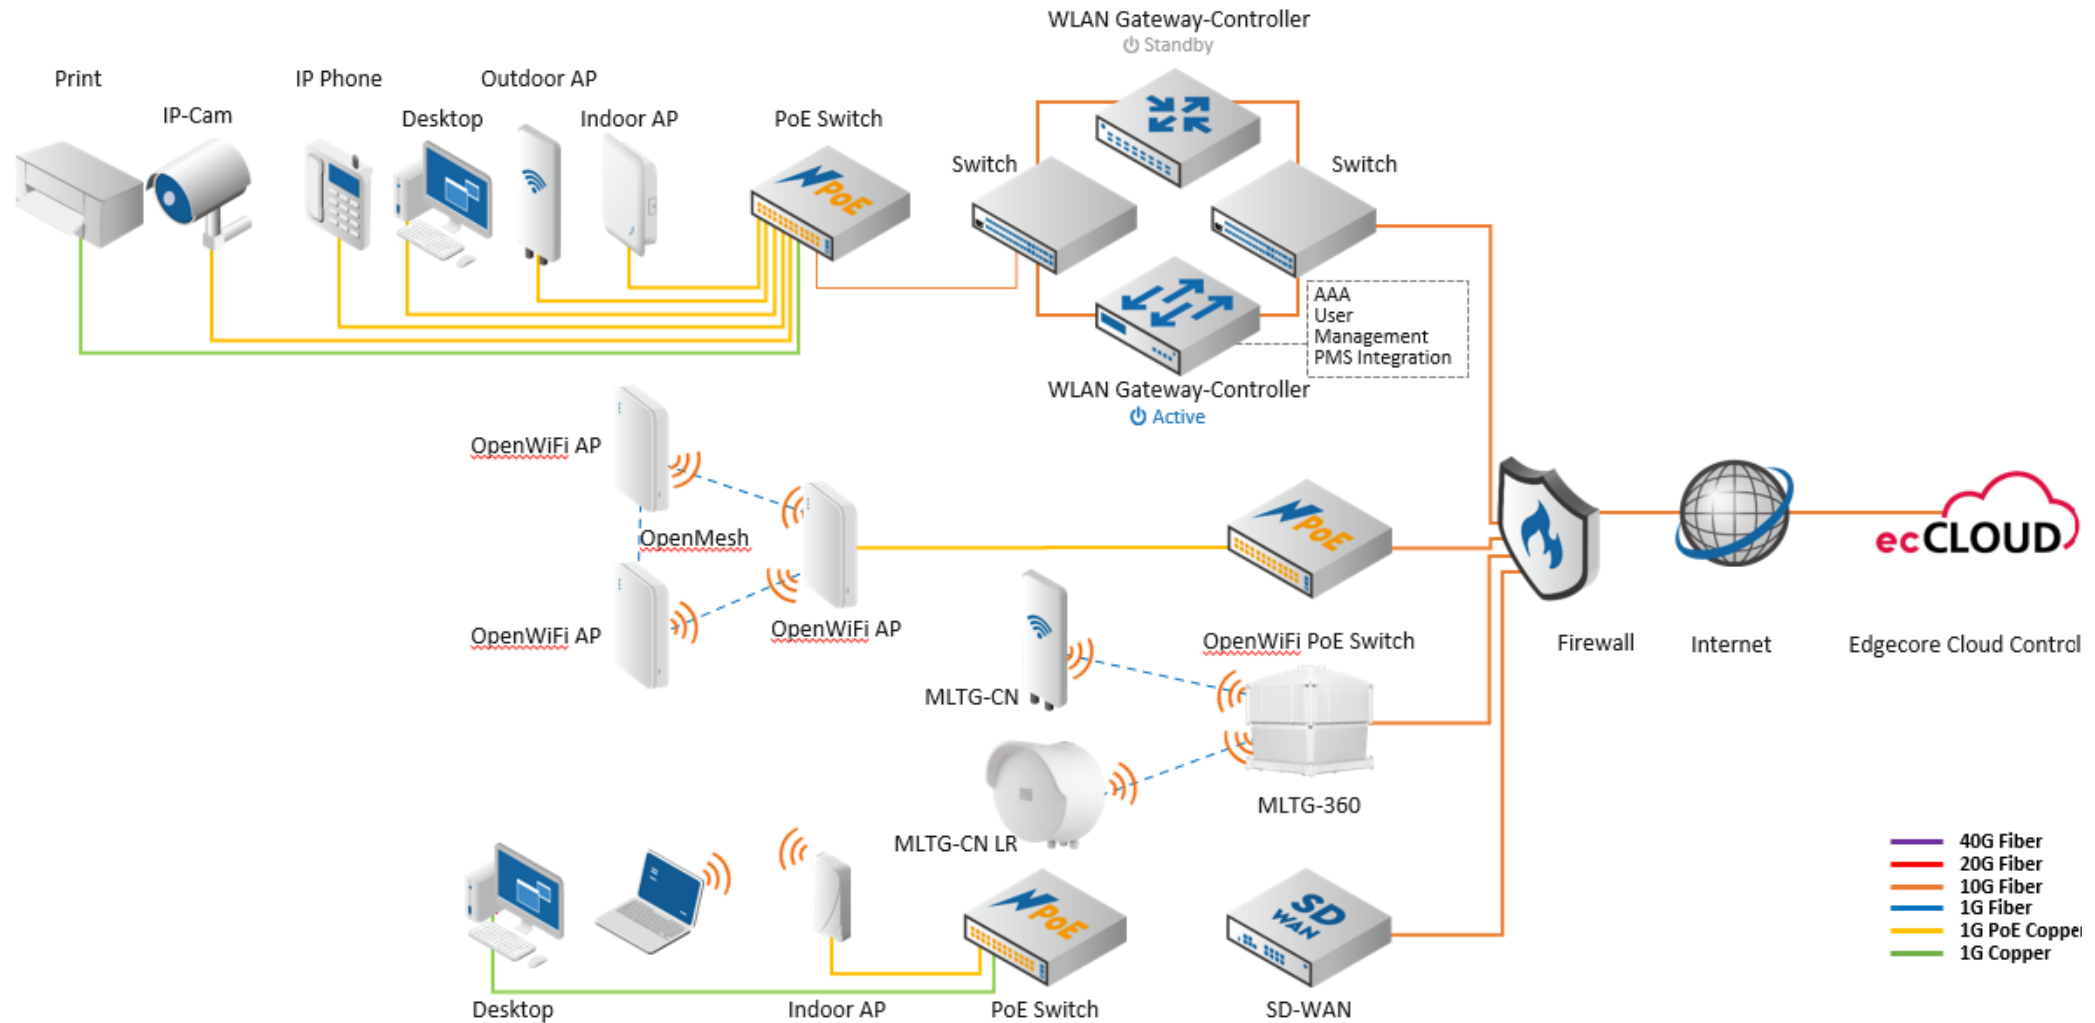 WLAN Gateway-Controller
Standby
Print
IP Phone
Outdoor AP
IP-Cam
Desktop
Indoor AP
PoE Switch
Switch
Switch
PoE
AAA
User
Management
PMS Integration
WLAN Gateway-Controller
Active
OpenWiFi AP
OpenMesh
OpenWiFi AP
OpenWiFi AP
PoE
OpenWiFi PoE Switch
ecCLOUD
Firewall
Internet
Edgecore Cloud Control
MLTG-CN
MLTG-360
MLTG-CN LR
PoE
SD
WAN
Desktop
Indoor AP
PoE Switch
SD-WAN
40G Fiber
20G Fiber
10G Fiber
1G Fiber
1G PoE Copper
1G Copper